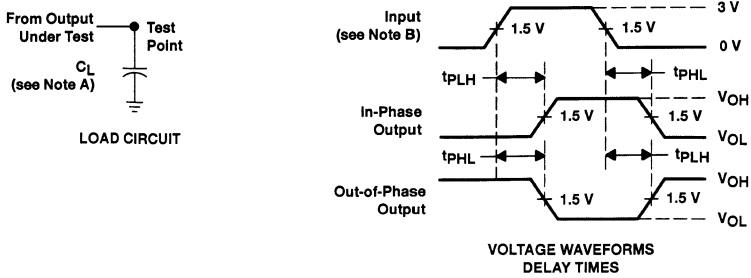 From Output
Under Test
Test
Point
CL
(see Note A)
LOAD CIRCUIT
Input
(see Note B)
1.5 V
1.5 V
3 V
0 V
tPLH
tPHL
In-Phase
Output
1.5 V
1.5 V
VOH
VOL
tPHL
tPLH
Out-of-Phase
Output
1.5 V
1.5 V
VOH
VOL
VOLTAGE WAVEFORMS
DELAY TIMES